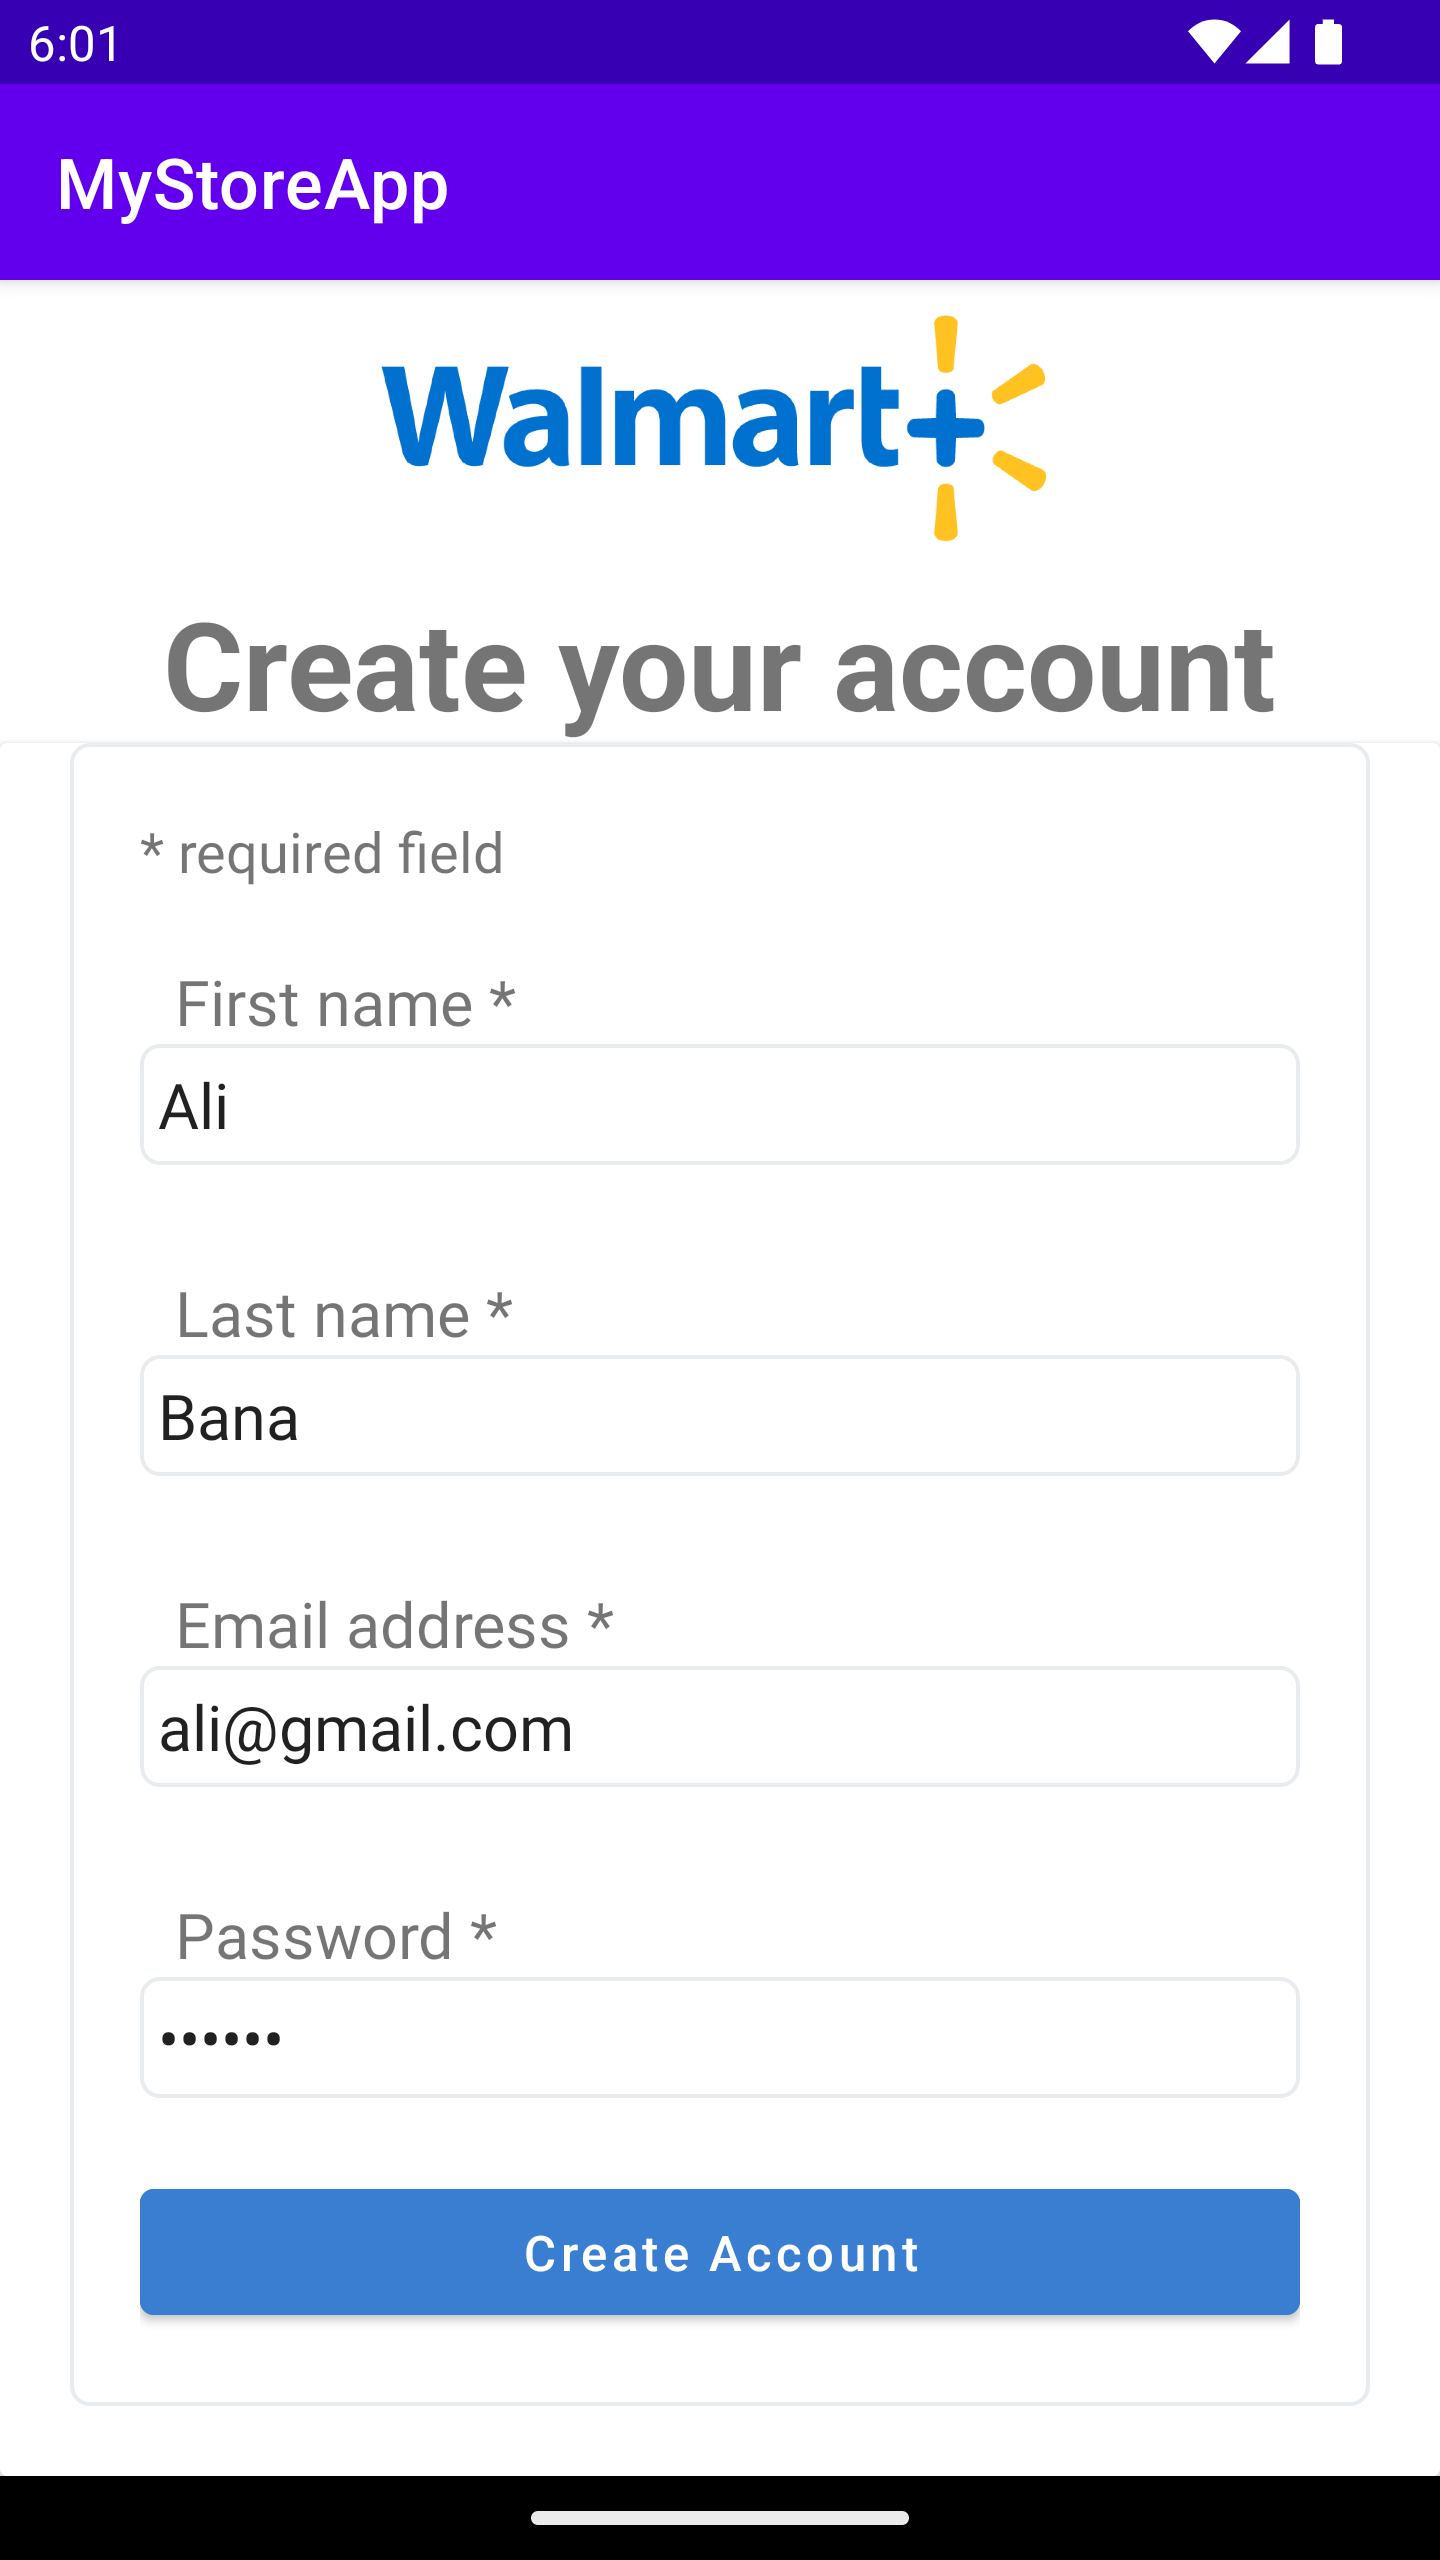 6:01
MyStoreApp
Walmart+
Create your account
* required field
First name *
Ali
Last name *
Bana
Email address *
ali@gmail.com
Password *
••••••
Create Account